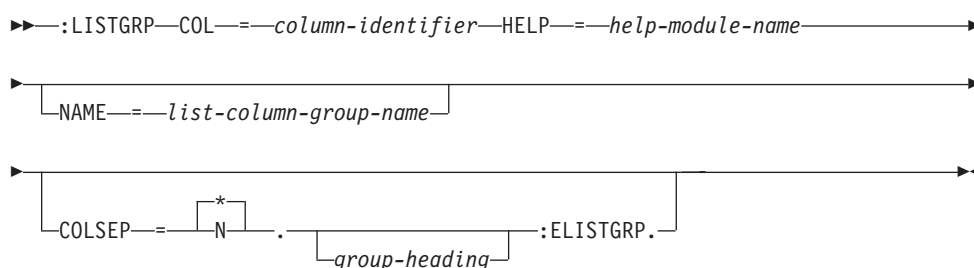 :LISTGRP COL = column-identifier HELP = help-module-name
NAME = list-column-group-name
*
COLSEP = N . :ELISTGRP.
group-heading